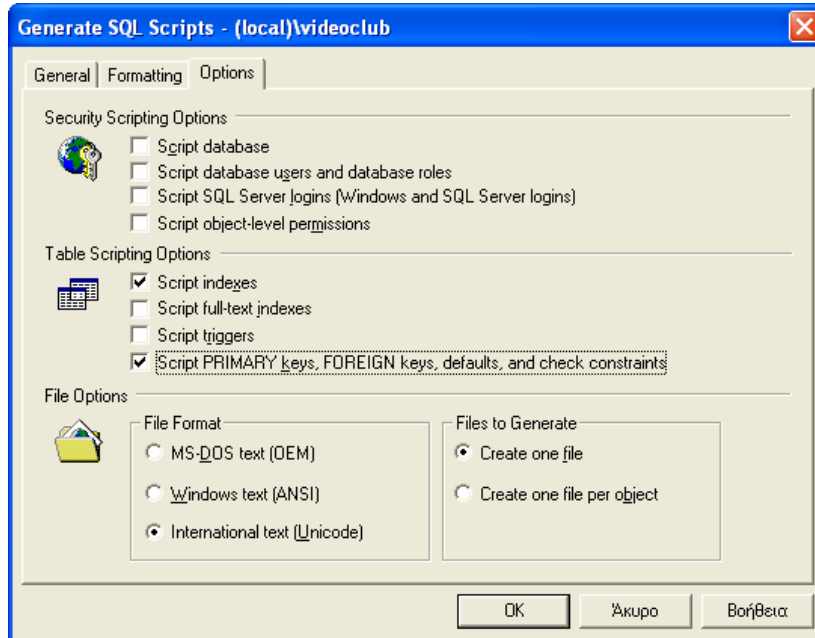 Generate SQL Scripts - (local)\videoclub
General Formatting Options
Security Scripting Options
Script database
Script database users and database roles
Script SQL Server logins (Windows and SQL Server logins)
Script object-level permissions
Table Scripting Options
Script indexes
Script full-text indexes
Script triggers
Script PRIMARY keys, FOREIGN keys, defaults, and check constraints
File Options
File Format
MS-DOS text (OEM)
Windows text (ANSI)
International text (Unicode)
Files to Generate
Create one file
Create one file per object
OK Άκυρο Βοήθεια